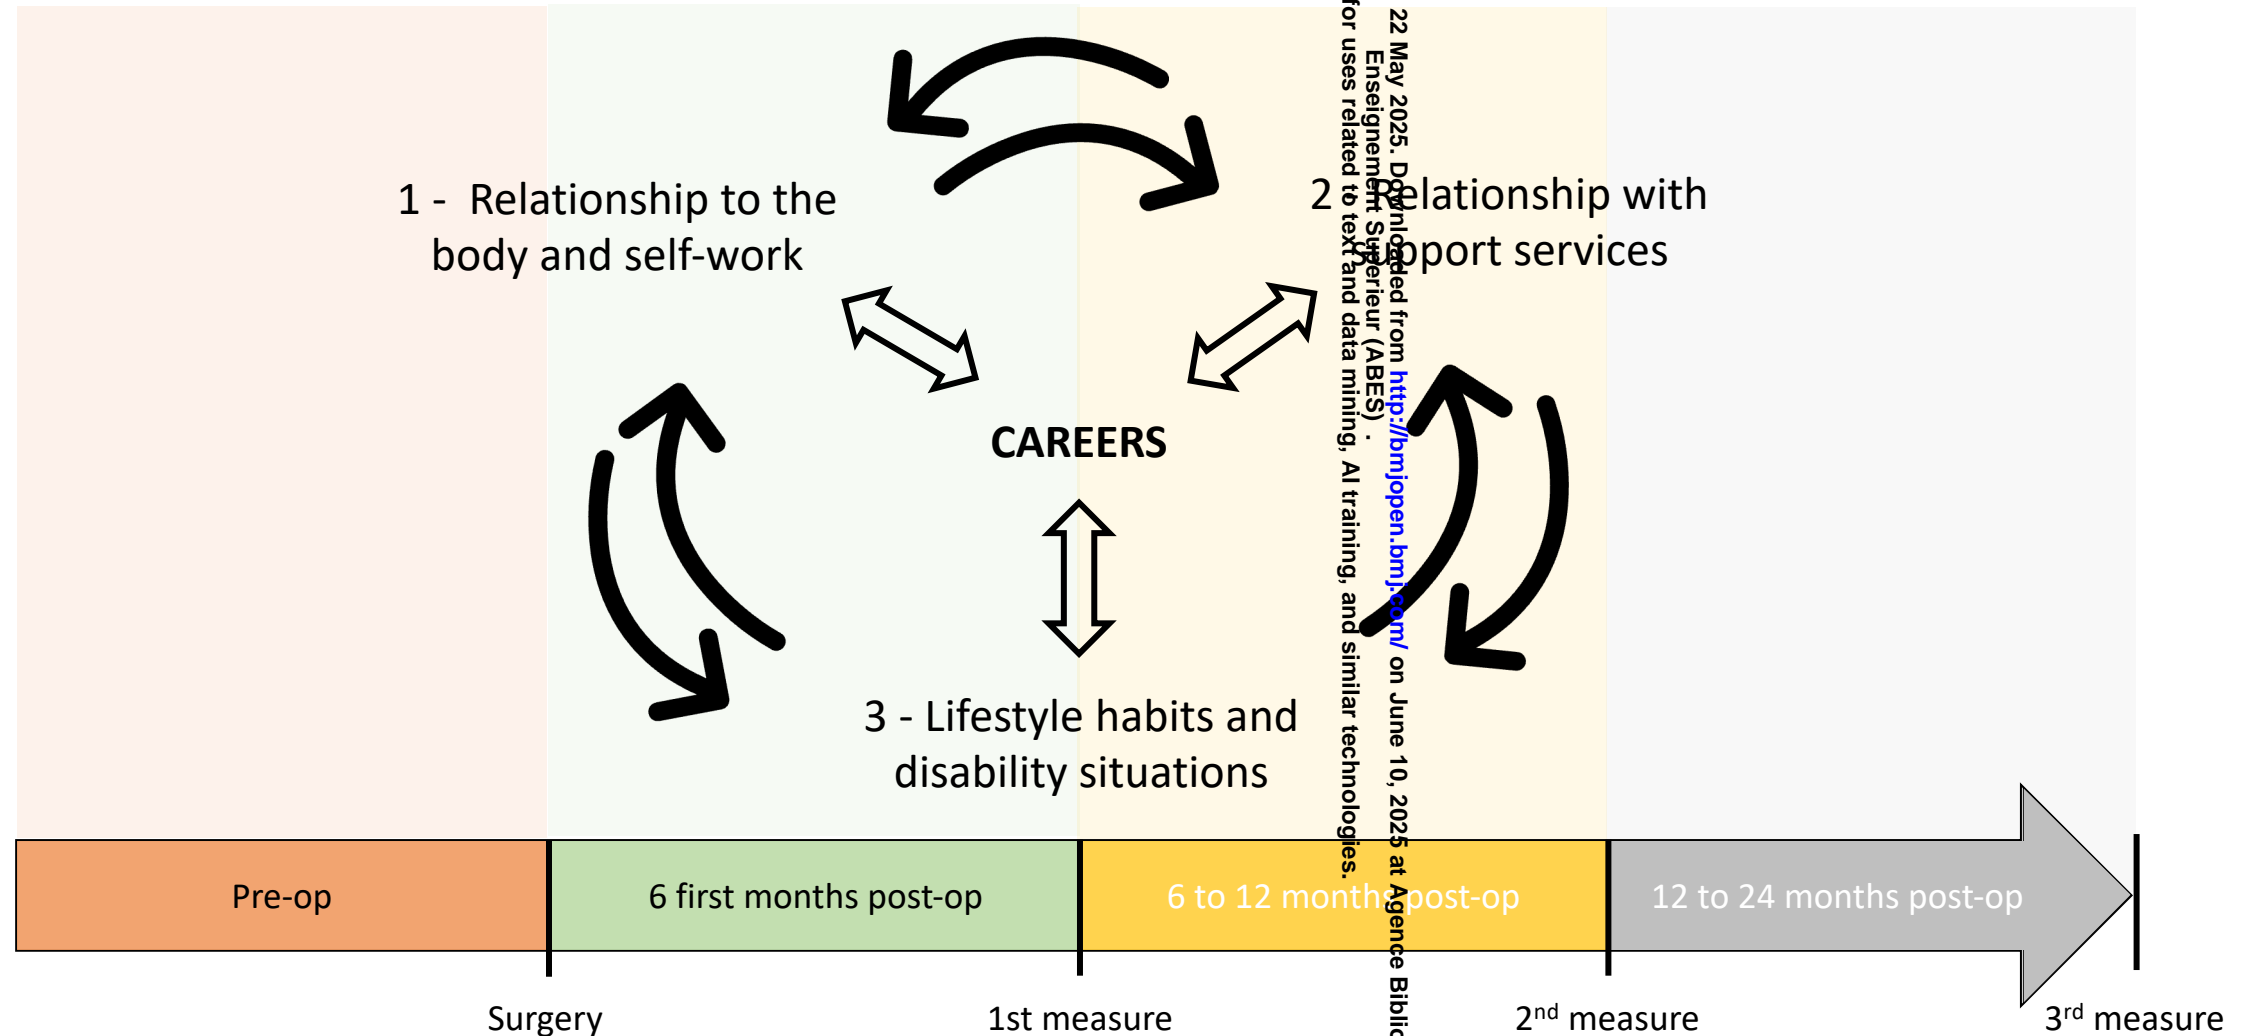 1 - Relationship to the
body and self-work
2 - Relationship with
support services
CAREERS
3 - Lifestyle habits and
disability situations
Pre-op
6 first months post-op
6 to 12 months post-op
12 to 24 months post-op
Surgery
1st measure
2nd measure
3rd measure
22 May 2025. Downloaded from http://bmjopen.bmj.com/ on June 10, 2025 at Agence
Enseignement Superieur (ABES) .
for uses related to text and data mining, AI training, and similar technologies.